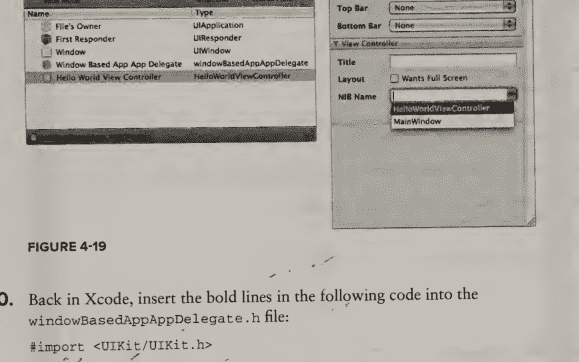 Name Type
File's Owner UIApplication
First Responder UIResponder
Window UIWindow
Window Based App App Delegate windowBasedAppAppDelegate
Hello World View Controller HelloWorldViewController
Top Bar None
Bottom Bar None
View Controller
Title
Layout Wants Full Screen
NIB Name
HelloWorldViewController
MainWindow
FIGURE 4-19
0. Back in Xcode, insert the bold lines in the following code into the
windowBasedAppAppDelegate.h file:
#import <UIKit/UIKit.h>